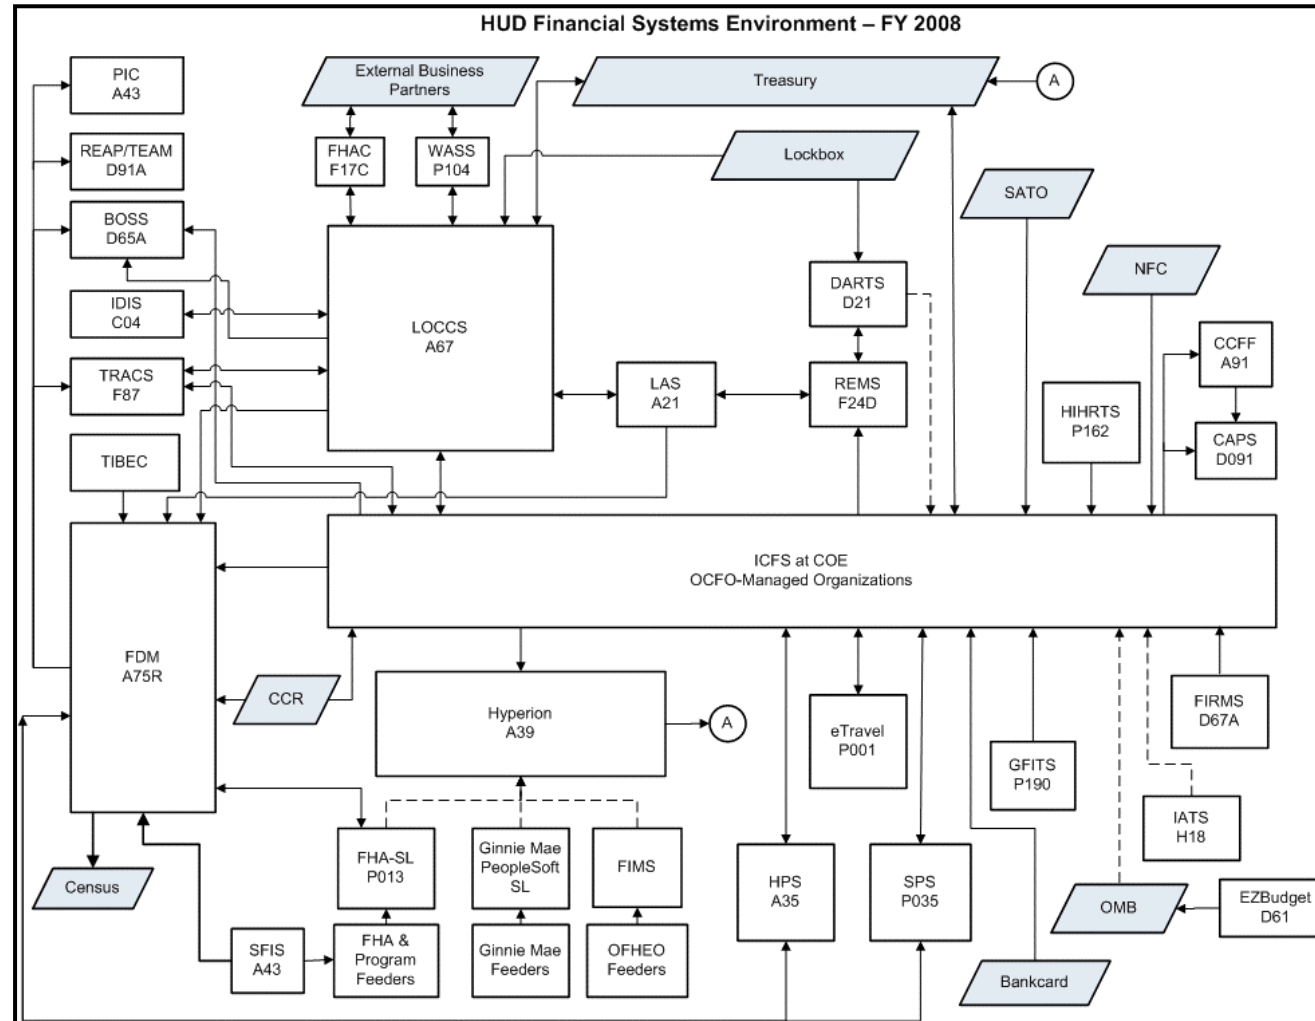 HUD Financial Systems Environment – FY 2008
PIC
A43
External Business
Partners
Treasury
A
REAP/TEAM
D91A
FHAC
F17C
WASS
P104
Lockbox
SATO
BOSS
D65A
NFC
DARTS
D21
IDIS
C04
LOCCS
A67
CCFF
A91
TRACS
F87
LAS
A21
REMS
F24D
HIHRTS
P162
CAPS
D091
TIBEC
ICFS at COE
OCFO-Managed Organizations
FDM
A75R
CCR
Hyperion
A39
A
eTravel
P001
FIRMS
D67A
GFITS
P190
IATS
H18
FHA-SL
P013
Ginnie Mae
PeopleSoft
SL
FIMS
HPS
A35
SPS
P035
Census
OMB
EZBudget
D61
SFIS
A43
FHA &
Program
Feeders
Ginnie Mae
Feeders
OFHEO
Feeders
Bankcard